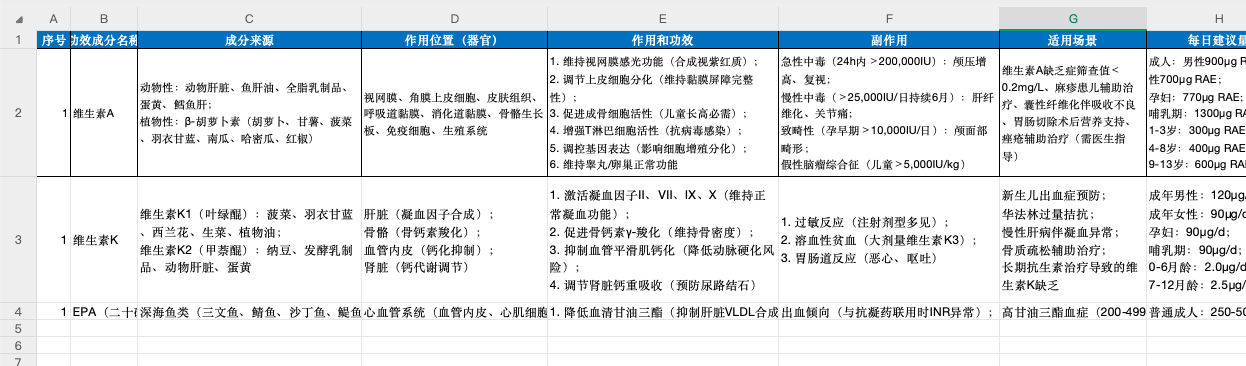 A B C D E F G H
1 序号 功效成分名称 成分来源 作用位置（器官） 作用和功效 副作用 适用场景 每日建议量
2
1
维生素A
动物性：动物肝脏、鱼肝油、全脂乳制品、
蛋黄、鳕鱼肝；
植物性：β-胡萝卜素（胡萝卜、甘薯、菠菜
、羽衣甘蓝、南瓜、哈密瓜、红椒）
视网膜、角膜上皮细胞、皮肤组织、
呼吸道黏膜、消化道黏膜、骨骼生长
板、免疫细胞、生殖系统
1. 维持视网膜感光功能（合成视紫红质）；
2. 调节上皮细胞分化（维持黏膜屏障完整
性）；
3. 促进成骨细胞活性（儿童长高必需）；
4. 增强T淋巴细胞活性（抗病毒感染）；
5. 调控基因表达（影响细胞增殖分化）；
6. 维持睾丸/卵巢正常功能
急性中毒（24h内＞200,000IU）：颅压增
高、复视；
慢性中毒（＞25,000IU/日持续6月）：肝纤
维化、关节痛；
致畸性（孕早期＞10,000IU/日）：颅面部
畸形；
假性脑瘤综合征（儿童＞5,000IU/kg）
维生素A缺乏症筛查值＜
0.2mg/L、麻疹患儿辅助治
疗、囊性纤维化伴吸收不良
、胃肠切除术后营养支持、
痤疮辅助治疗（需医生指
导）
成人：男性900μg R
性700μg RAE；
孕妇：770μg RAE；
哺乳期：1300μg RA
1-3岁：300μg RAE
4-8岁：400μg RAE
9-13岁：600μg RA
3
1
维生素K
维生素K1（叶绿醌）：菠菜、羽衣甘蓝
、西兰花、生菜、植物油；
维生素K2（甲萘醌）：纳豆、发酵乳制
品、动物肝脏、蛋黄
肝脏（凝血因子合成）；
骨骼（骨钙素羧化）；
血管内皮（钙化抑制）；
肾脏（钙代谢调节）
1. 激活凝血因子II、VII、IX、X（维持正
常凝血功能）；
2. 促进骨钙素γ-羧化（维持骨密度）；
3. 抑制血管平滑肌钙化（降低动脉硬化风
险）；
4. 调节肾脏钙重吸收（预防尿路结石）
1. 过敏反应（注射剂型多见）；
2. 溶血性贫血（大剂量维生素K3）；
3. 胃肠道反应（恶心、呕吐）
新生儿出血症预防；
华法林过量拮抗；
慢性肝病伴凝血异常；
骨质疏松辅助治疗；
长期抗生素治疗导致的维
生素K缺乏
成年男性：120μg/
成年女性：90μg/d；
孕妇：90μg/d；
哺乳期：90μg/d；
0-6月龄：2.0μg/d
7-12月龄：2.5μg/
4 1 EPA（二十 深海鱼类（三文鱼、鲭鱼、沙丁鱼、鳀鱼 心血管系统（血管内皮、心肌细胞 1. 降低血清甘油三酯（抑制肝脏VLDL合成 出血倾向（与抗凝药联用时INR异常）； 高甘油三酯血症（200-499 普通成人：250-50
5
6
7